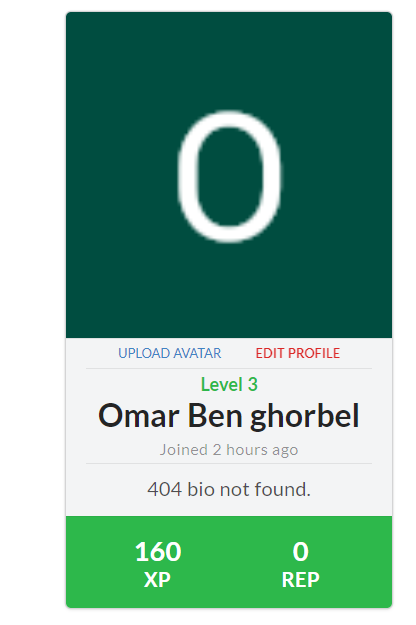 O
UPLOAD AVATAR EDIT PROFILE
Level 3
Omar Ben ghorbel
Joined 2 hours ago
404 bio not found.
160 0
XP REP